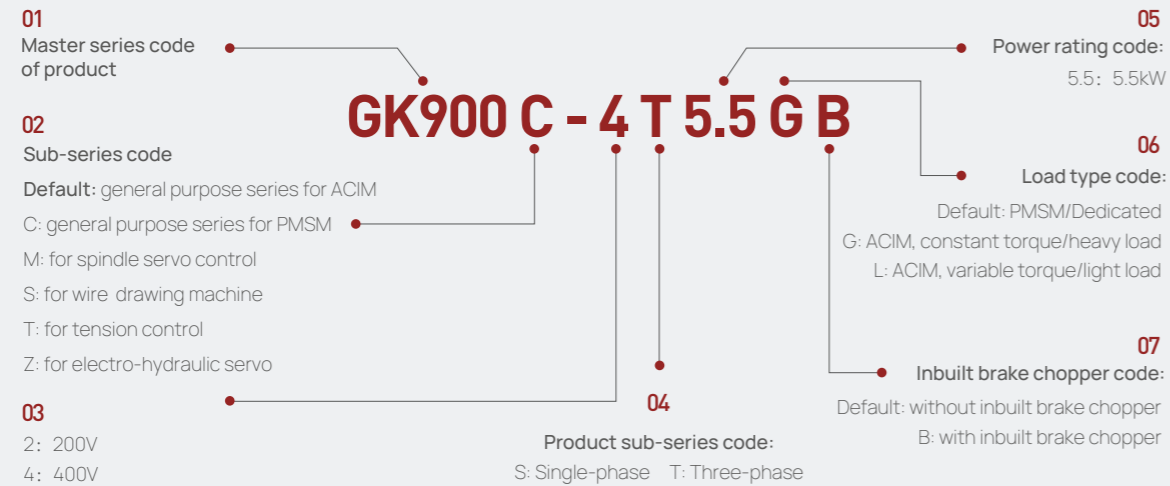 01
Master series code
of product
GK900 C - 4 T 5.5 G B
02
Sub-series code
Default: general purpose series for ACIM
C: general purpose series for PMSM
M: for spindle servo control
S: for wire drawing machine
T: for tension control
Z: for electro-hydraulic servo
03
2: 200V
4: 400V
04
Product sub-series code:
S: Single-phase T: Three-phase
05
Power rating code:
5.5: 5.5kW
06
Load type code:
Default: PMSM/Dedicated
G: ACIM, constant torque/heavy load
L: ACIM, variable torque/light load
07
Inbuilt brake chopper code:
Default: without inbuilt brake chopper
B: with inbuilt brake chopper